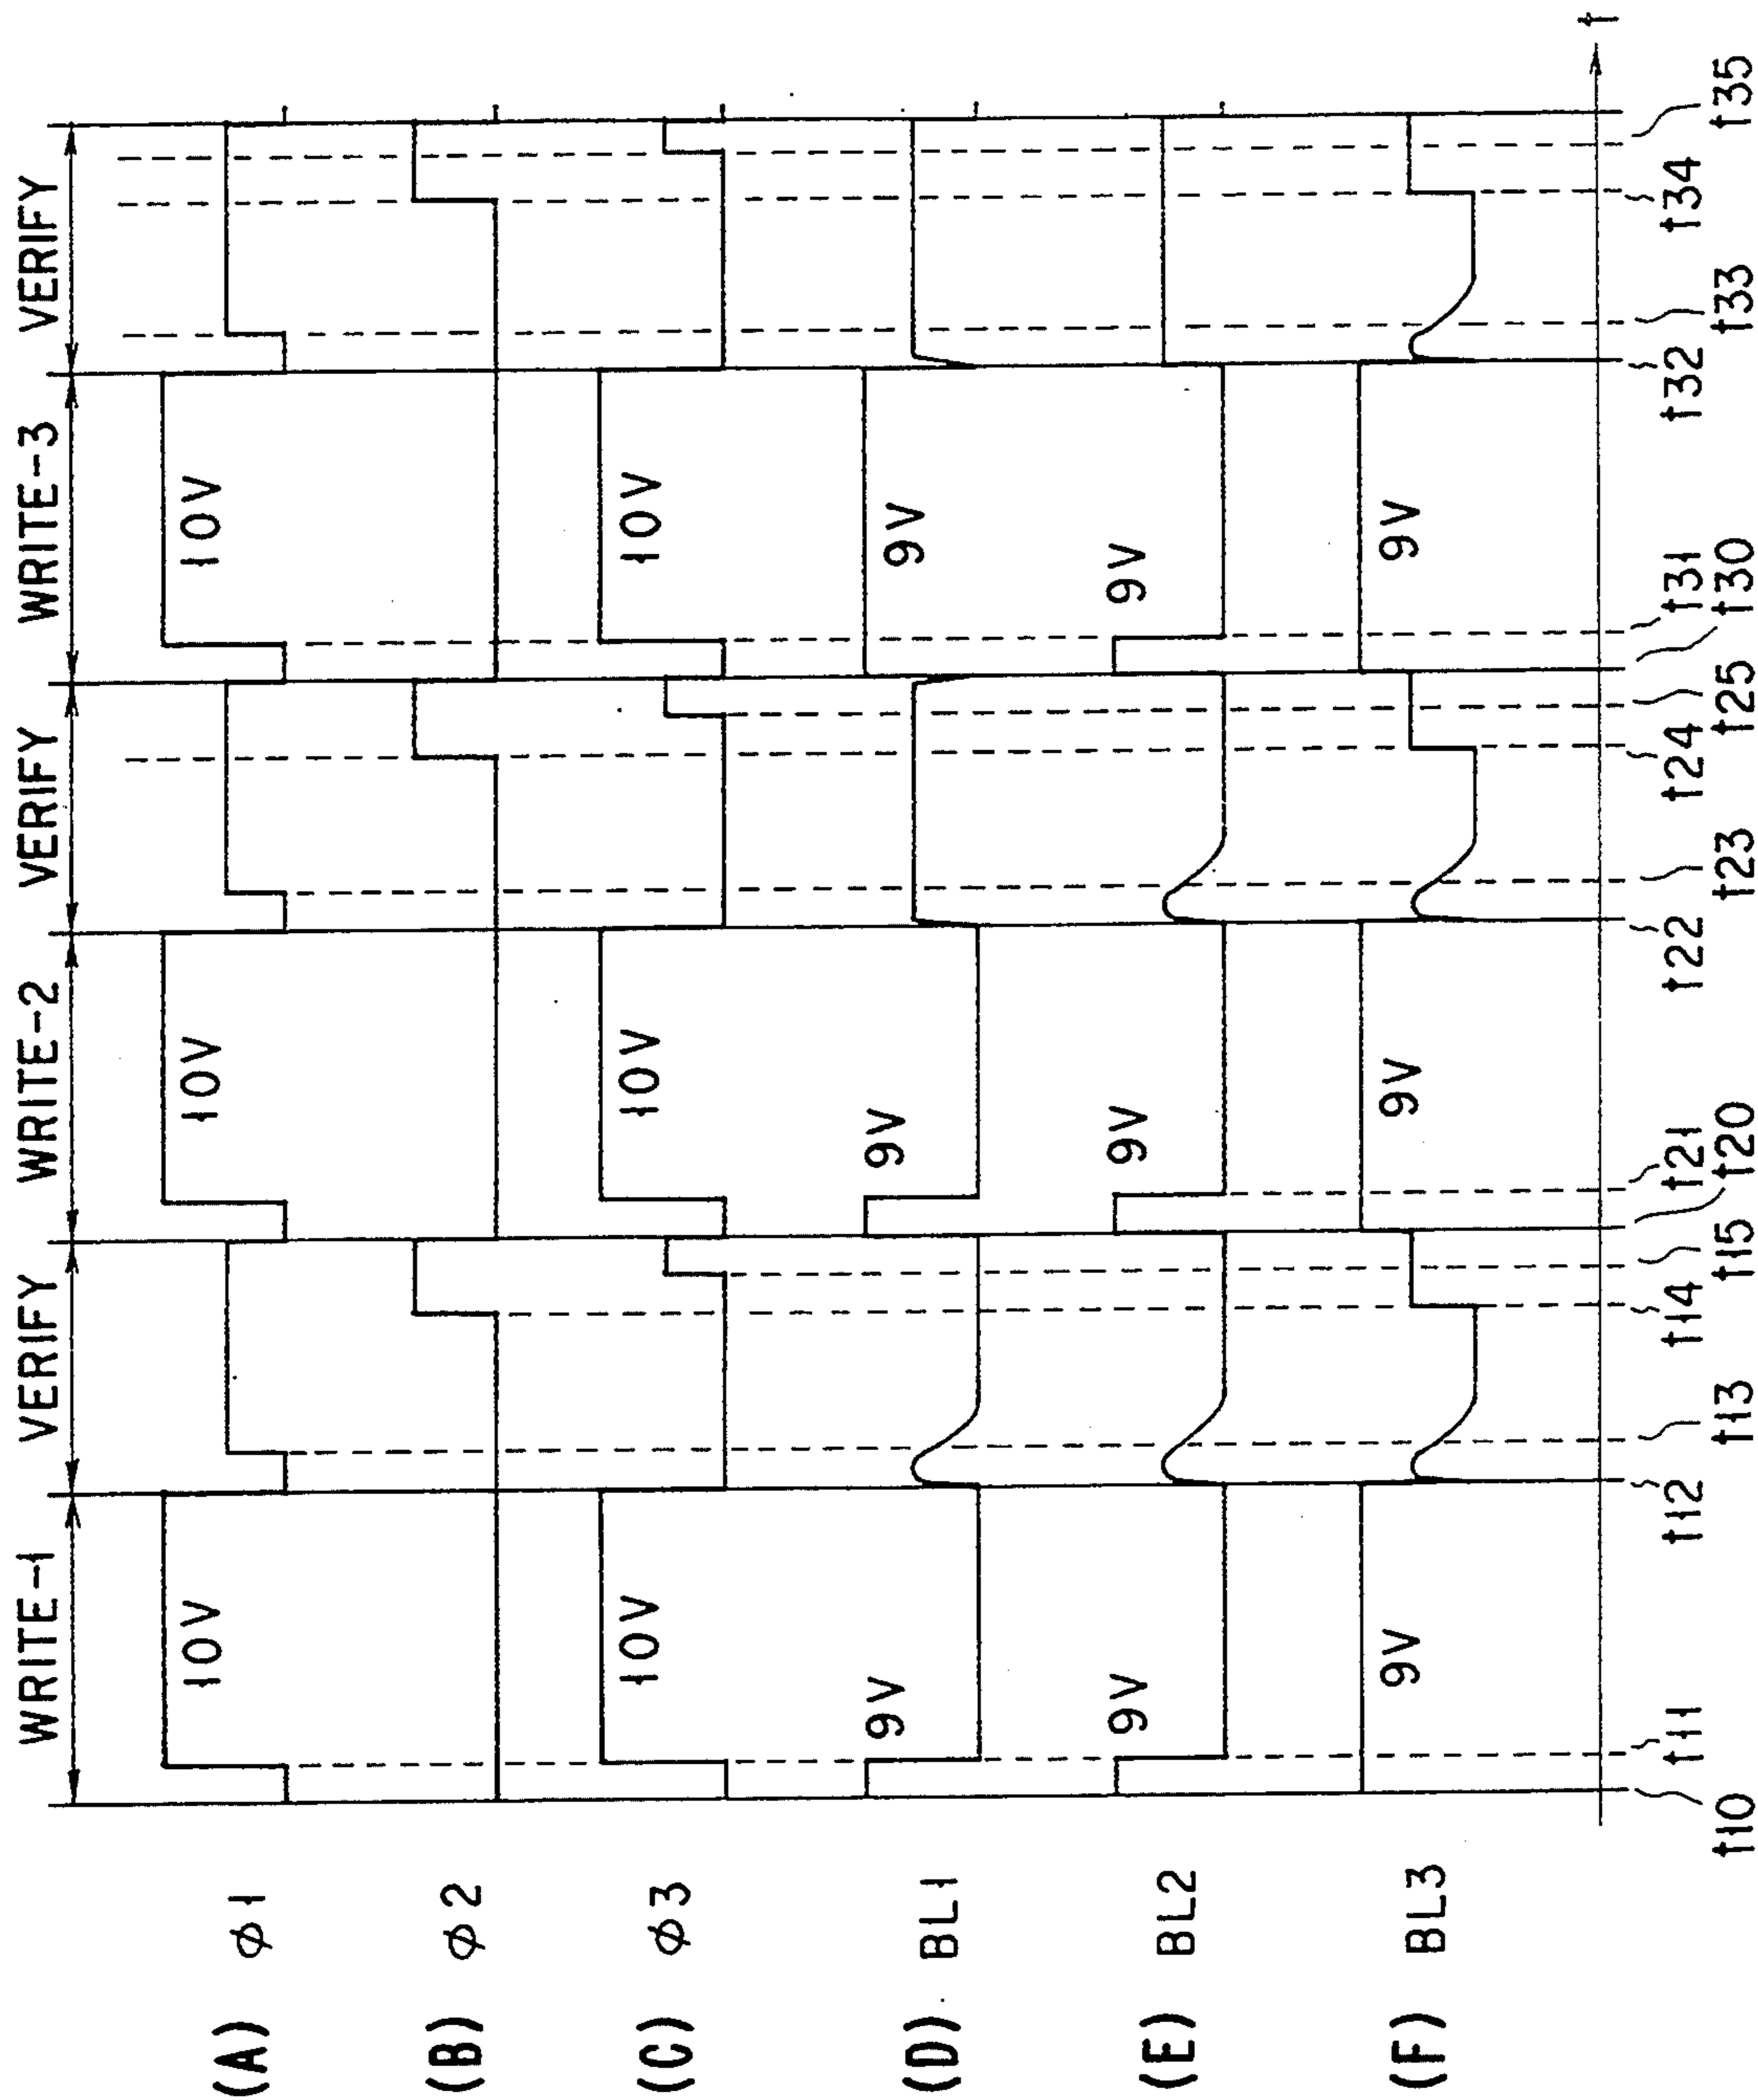 WRITE-1 VERIFY WRITE-2 VERIFY WRITE-3 VERIFY
(A) φ1 10V 10V 10V
(B) φ2
(C) φ3 10V 10V 10V
(D) BL1 9V 9V 9V
(E) BL2 9V 9V 9V
(F) BL3 9V 9V 9V
t
t10 t11 t12 t13 t14 t15 t20 t21 t22 t23 t24 t25 t30 t31 t32 t33 t34 t35